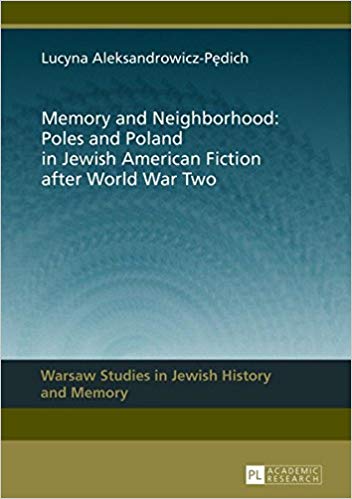 Lucyna Aleksandrowicz-Pędich
Memory and Neighborhood:
Poles and Poland
in Jewish American Fiction
after World War Two
Warsaw Studies in Jewish History
and Memory
PL ACADEMIC
RESEARCH